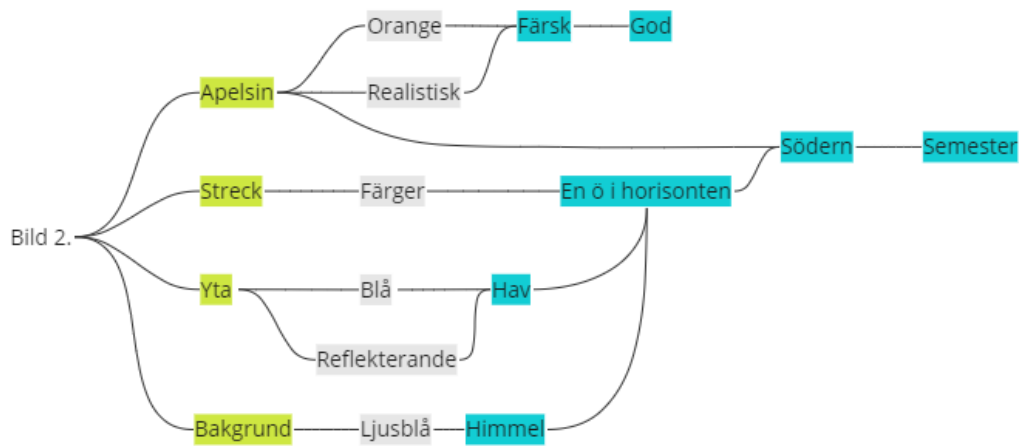 Orange Färsk God
Apelsin Realistisk
Södern Semester
Streck Färger En ö i horisonten
Bild 2.
Yta Blå Hav
Reflekterande
Bakgrund Ljusblå Himmel